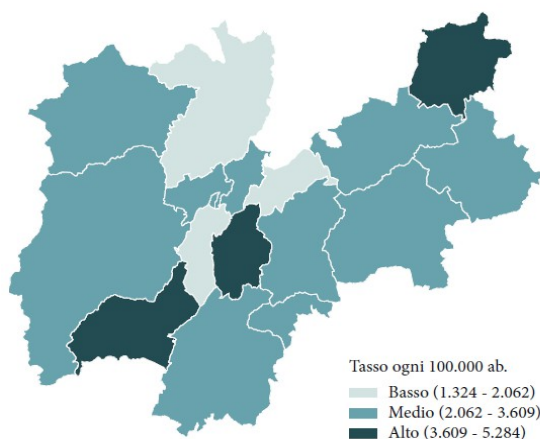 Tasso ogni 100.000 ab.
Basso (1.324 - 2.062)
Medio (2.062 - 3.609)
Alto (3.609 - 5.284)